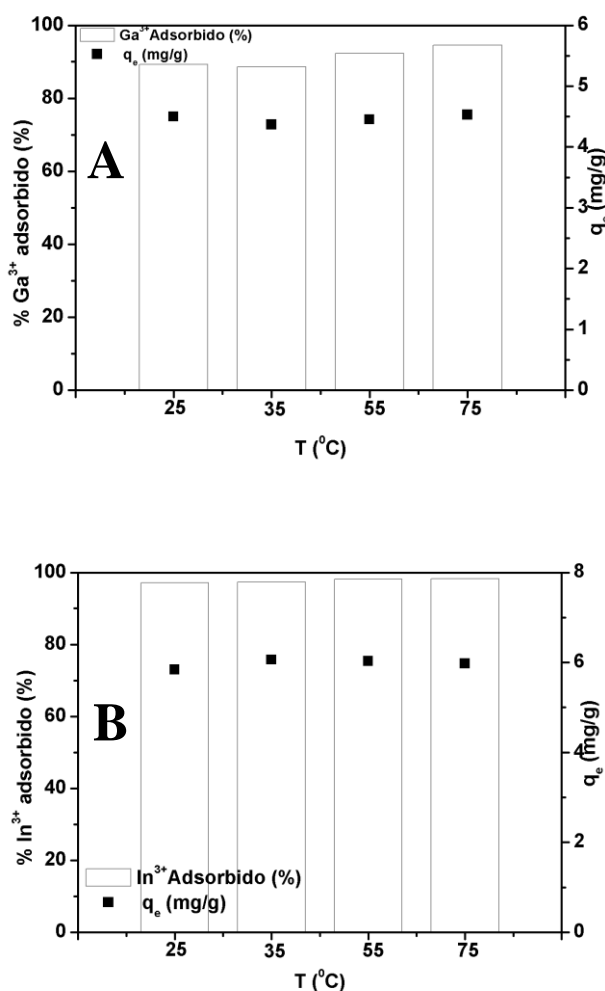 Ga³⁺Adsorbido (%)
qₑ (mg/g)
A
% Ga³⁺ adsorbido (%)
100
80
60
40
20
0
6
5
4
3
2
1
0
qₑ (mg/g)
25 35 55 75
T (⁰C)
B
% In³⁺ adsorbido (%)
100
80
60
40
20
0
8
6
4
2
0
qₑ (mg/g)
In³⁺Adsorbido (%)
qₑ (mg/g)
25 35 55 75
T (⁰C)